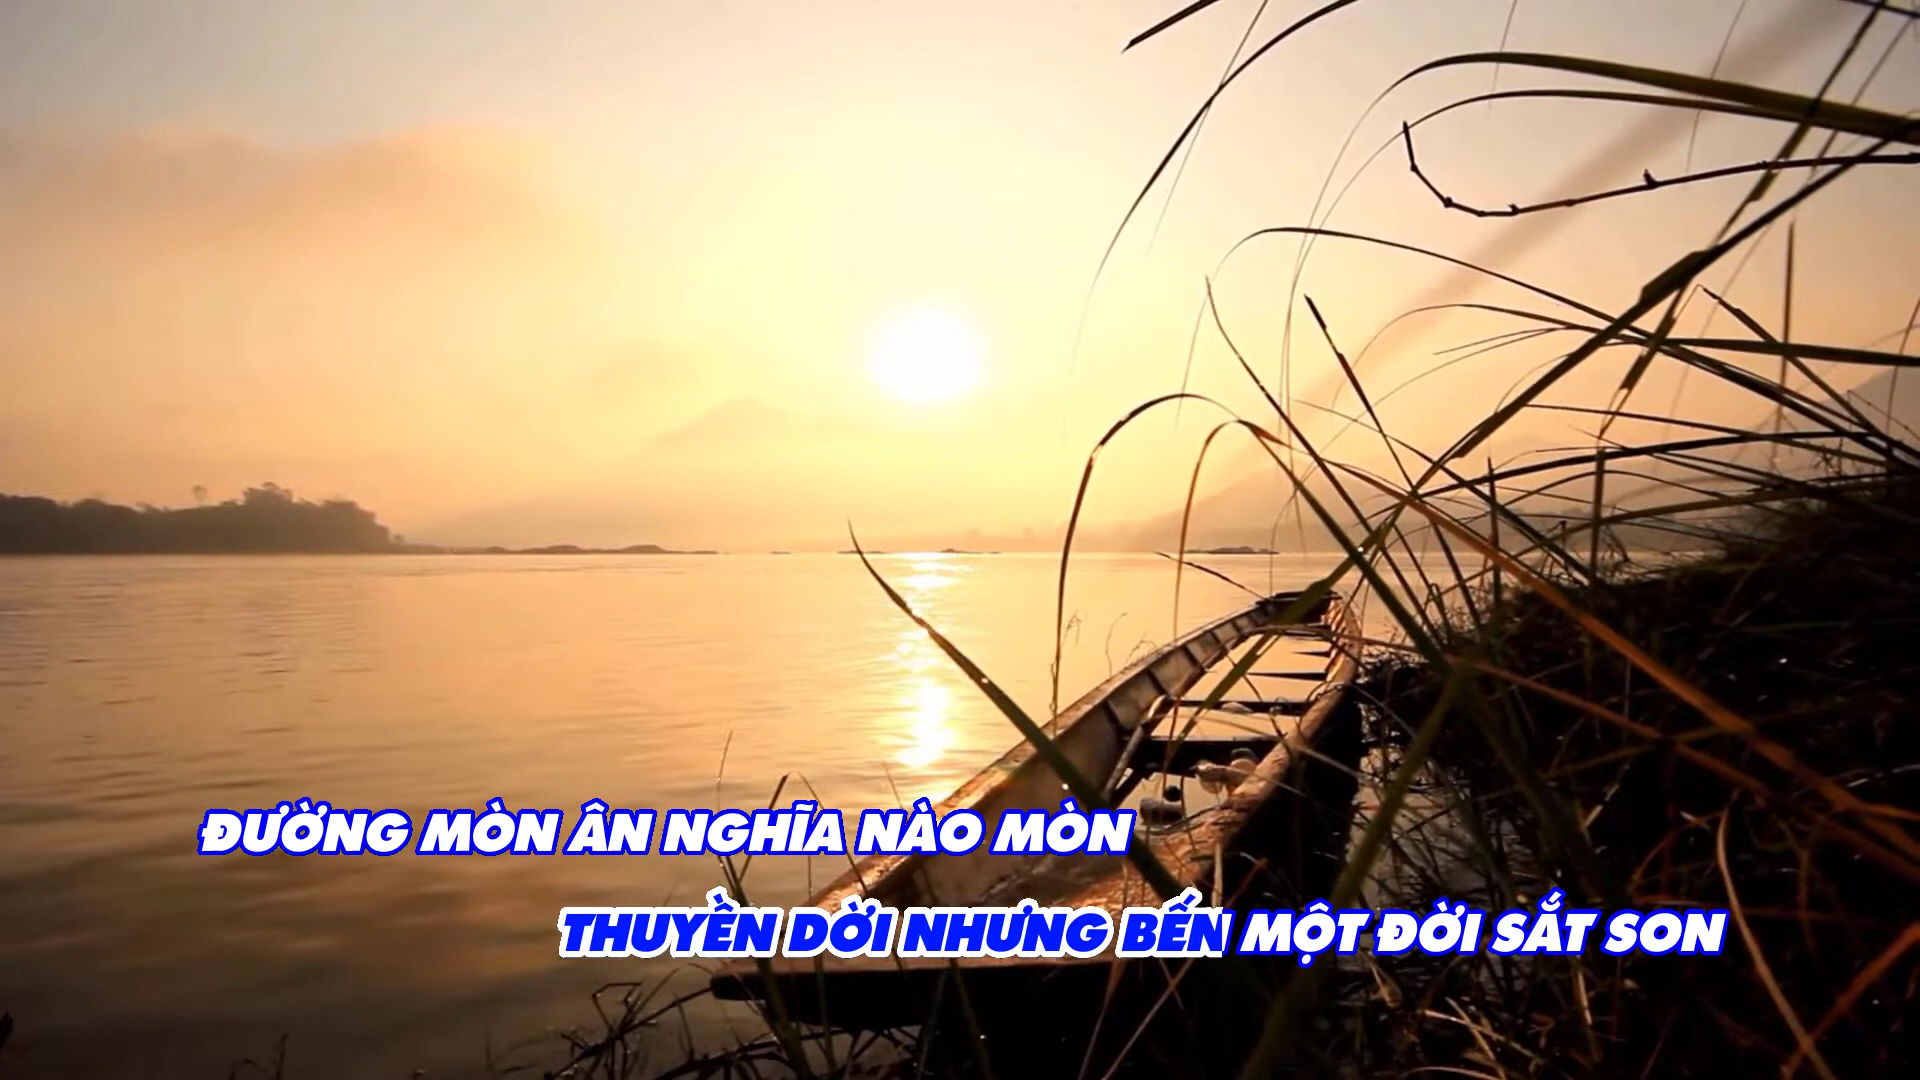 ĐƯỜNG MÒN ÂN NGHĨA NÀO MÒN
THUYỀN DỜI NHƯNG BẾN MỘT ĐỜI SẮT SON